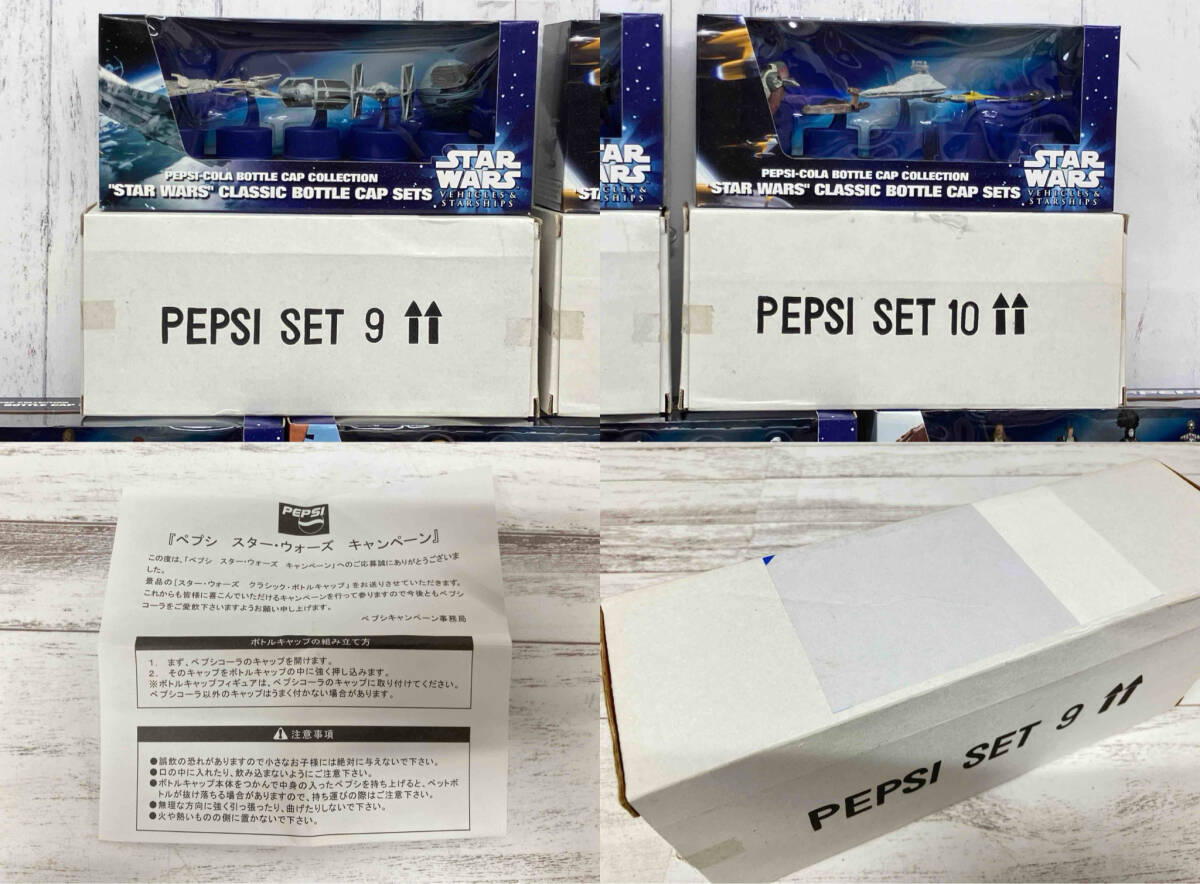 PEPSI-COLA BOTTLE CAP COLLECTION
"STAR WARS" CLASSIC BOTTLE CAP SETS
STAR
WARS
VEHICLES &
STARSHIPS
PEPSI SET 9
BOTTLE CAP
PEPSI-COLA BOTTLE CAP COLLECTION
"STAR WARS" CLASSIC BOTTLE CAP SETS
STAR
WARS
VEHICLES &
STARSHIPS
PEPSI SET 10
PEPSI
『ペプシ スター・ウォーズ キャンペーン』
この度は、「ペプシ スター・ウォーズ キャンペーン」へのご応募誠にありがとうございま
した。
景品の[スター・ウォーズ クラシック・ボトルキャップ」をお送りさせていただきます。
これからも皆様に喜こんでいただけるキャンペーンを行って参りますので今後ともペプシ
コーラをご愛飲下さいますようお願い申し上げます。
ペプシキャンペーン事務局
ボトルキャップの組み立て方
1. まず、ペプシコーラのキャップを開けます。
2. そのキャップをボトルキャップの中に強く押し込みます。
※ボトルキャップフィギュアは、ペプシコーラのキャップに取り付けてください。
ペプシコーラ以外のキャップはうまく付かない場合があります。
注意事項
●誤飲の恐れがありますので小さなお子様には絶対に与えないで下さい。
●口の中に入れたり、飲み込まないようにご注意下さい。
●ボトルキャップ本体をつかんで中身の入ったペプシを持ち上げると、ペットボ
トルが抜け落ちる場合がありますので、持ち運びの際はご注意下さい。
●無理な方向に強く引っ張ったり、曲げたりしないで下さい。
●火や熱いものの側に置かないで下さい。
PEPSI SET 9